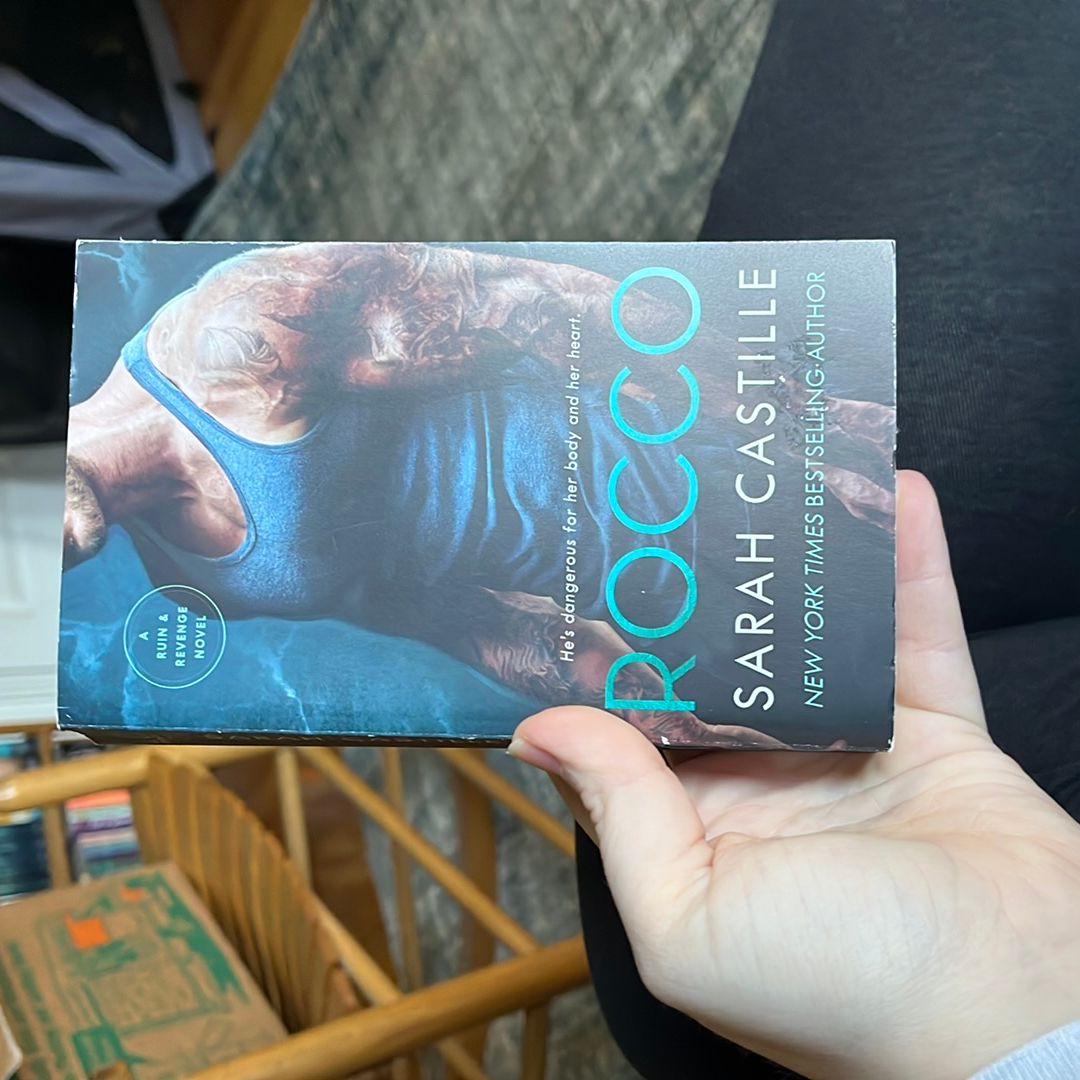 A
RUIN &
REVENGE
NOVEL
He's dangerous for her body and her heart.
ROCCO
SARAH CASTILLE
NEW YORK TIMES BESTSELLING AUTHOR